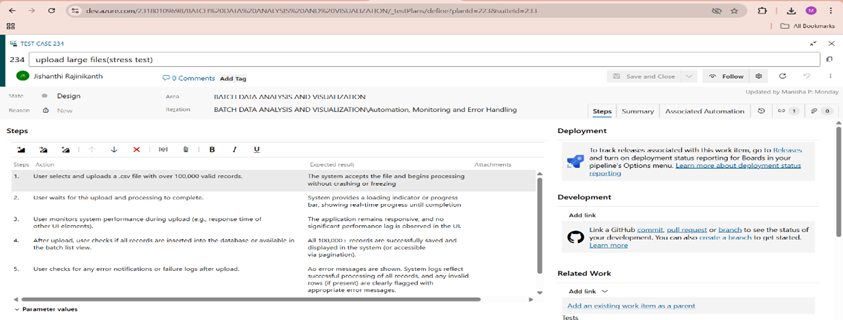 dev.azure.com/23180109698/BATCH%20DATA%20ANALYSIS%20AND%20VISUALIZATION/_testPlans/define?planId=223&suiteId=233
All Bookmarks
TEST CASE 234
234 upload large files(stress test)
Jishanthi Rajinikanth
0 Comments
Add Tag
Save and Close
Follow
State
Design
Area
BATCH DATA ANALYSIS AND VISUALIZATION
Updated by Manisha P: Monday
Reason
New
Iteration
BATCH DATA ANALYSIS AND VISUALIZATION\Automation, Monitoring and Error Handling
Steps
Summary
Associated Automation
1
0
Steps
B
I
U
Steps
Action
Expected result
Attachments
1.
User selects and uploads a .csv file with over 100,000 valid records.
The system accepts the file and begins processing
without crashing or freezing
2.
User waits for the upload and processing to complete.
System provides a loading indicator or progress
bar, showing real-time progress until completion
3.
User monitors system performance during upload (e.g., response time of
other UI elements).
The application remains responsive, and no
significant performance lag is observed in the UI.
4.
After upload, user checks if all records are inserted into the database or available in
the batch list view.
All 100,000+ records are successfully saved and
displayed in the system (or accessible
via pagination).
5.
User checks for any error notifications or failure logs after upload.
Ao error messages are shown. System logs reflect
successful processing of all records, and any invalid
rows (if present) are clearly flagged with
appropriate error messages.
Parameter values
Deployment
To track releases associated with this work item, go to Releases
and turn on deployment status reporting for Boards in your
pipeline's Options menu. Learn more about deployment status
reporting
Development
Add link
Link a GitHub commit, pull request or branch to see the status of
your development. You can also create a branch to get started.
Learn more
Related Work
Add link
Add an existing work item as a parent
Tests